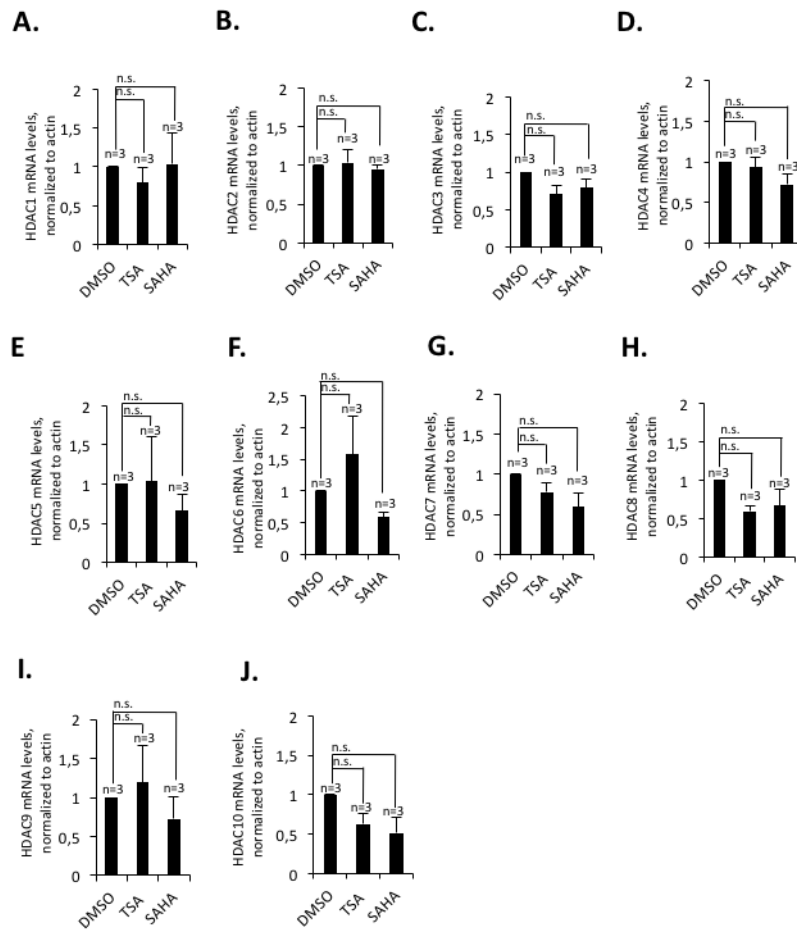 A.
HDAC1 mRNA levels,
normalized to actin
2
1,5
1
0,5
0
n.s.
n.s.
n=3
n=3
n=3
DMSO
TSA
SAHA
B.
HDAC2 mRNA levels,
normalized to actin
2
1,5
1
0,5
0
n.s.
n.s.
n=3
n=3
n=3
DMSO
TSA
SAHA
C.
HDAC3 mRNA levels,
normalized to actin
2
1,5
1
0,5
0
n.s.
n.s.
n=3
n=3
n=3
DMSO
TSA
SAHA
D.
HDAC4 mRNA levels,
normalized to actin
2
1,5
1
0,5
0
n.s.
n.s.
n=3
n=3
n=3
DMSO
TSA
SAHA
E
HDAC5 mRNA levels,
normalized to actin
2
1,5
1
0,5
0
n.s.
n.s.
n=3
n=3
n=3
DMSO
TSA
SAHA
F.
HDAC6 mRNA levels,
normalized to actin
2,5
2
1,5
1
0,5
0
n.s.
n.s.
n=3
n=3
n=3
DMSO
TSA
SAHA
G.
HDAC7 mRNA levels,
normalized to actin
2
1,5
1
0,5
0
n.s.
n.s.
n=3
n=3
n=3
DMSO
TSA
SAHA
H.
HDAC8 mRNA levels,
normalized to actin
2
1,5
1
0,5
0
n.s.
n.s.
n=3
n=3
n=3
DMSO
TSA
SAHA
I.
HDAC9 mRNA levels,
normalized to actin
2
1,5
1
0,5
0
n.s.
n.s.
n=3
n=3
n=3
DMSO
TSA
SAHA
J.
HDAC10 mRNA levels,
normalized to actin
2
1,5
1
0,5
0
n.s.
n.s.
n=3
n=3
n=3
DMSO
TSA
SAHA